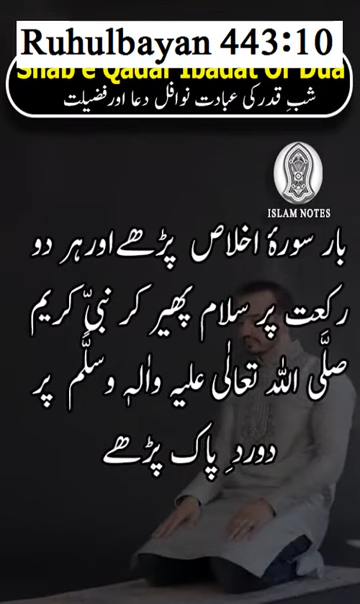 Ruhulbayan 443:10
Shab e Qadar Ibadat Or Dua
شبِ قدر کی عبادت نوافل دعا اور فضیلت
ISLAM NOTES
بار سورۂ اخلاص پڑھے اور ہر دو
رکعت پر سلام پھیر کر نبیِّ کریم
صلَّی اللہ تعالٰی علیہ واٰلہٖ وسلَّم پر
دورد ِ پاک پڑھے